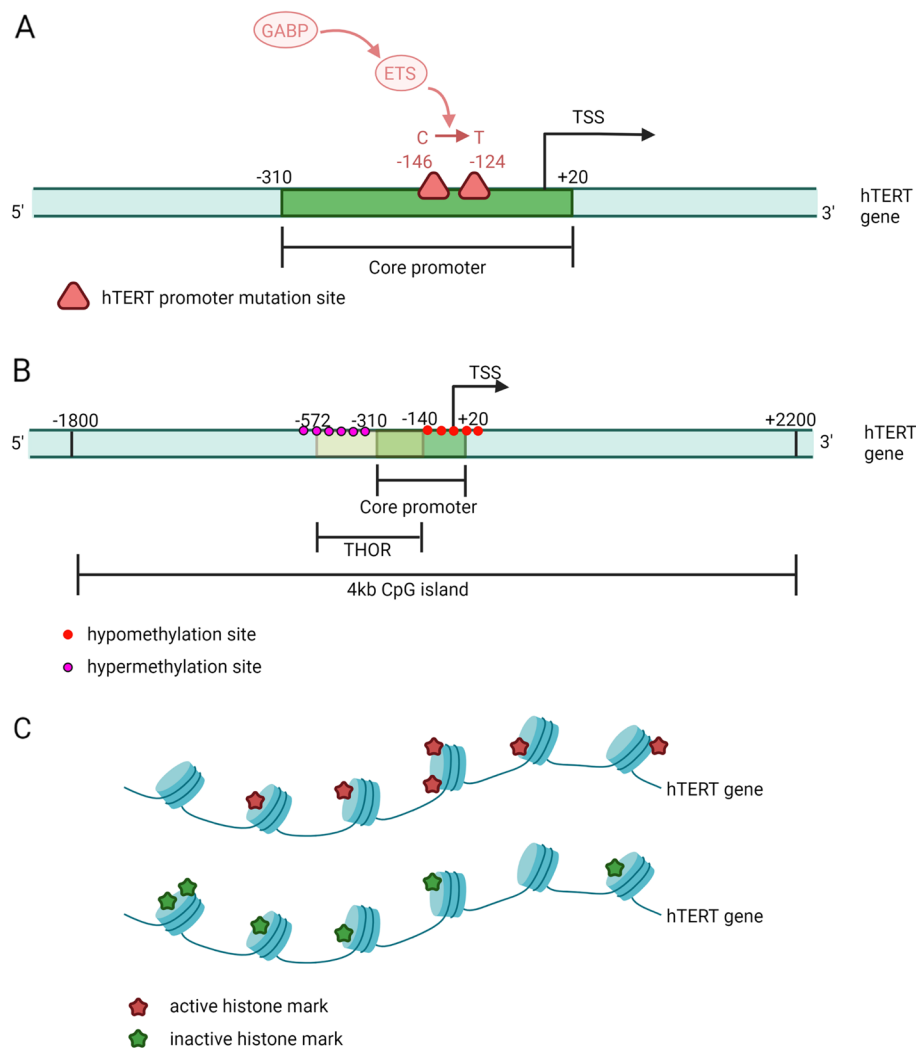 A
GABP
ETS
C T
TSS
-146 -124
-310 +20
5' 3'
hTERT
gene
Core promoter
hTERT promoter mutation site
B
TSS
-1800 -572 -310 -140 +20 +2200
5' 3'
hTERT
gene
Core promoter
THOR
4kb CpG island
hypomethylation site
hypermethylation site
C
hTERT gene
hTERT gene
active histone mark
inactive histone mark